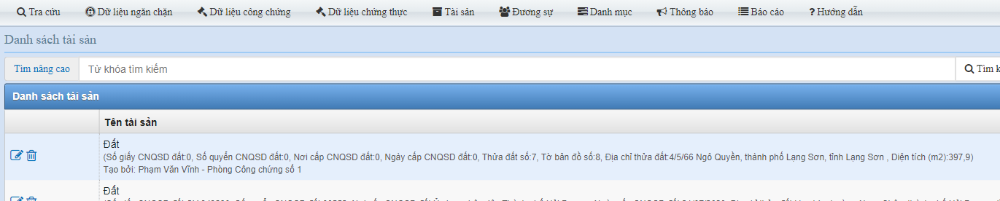 Tra cứu Dữ liệu ngăn chặn Dữ liệu công chứng Dữ liệu chứng thực Tài sản Đương sự Danh mục Thông báo Báo cáo Hướng dẫn
Danh sách tài sản
Tìm nâng cao Từ khóa tìm kiếm Tìm
Danh sách tài sản
Tên tài sản
Đất
(Số giấy CNQSD đất:0, Số quyển CNQSD đất:0, Nơi cấp CNQSD đất:0, Ngày cấp CNQSD đất:0, Thửa đất số:7, Tờ bản đồ số:8, Địa chỉ thửa đất:4/5/66 Ngô Quyền, thành phố Lạng Sơn, tỉnh Lạng Sơn , Diện tích (m2):397,9)
Tạo bởi: Phạm Văn Vĩnh - Phòng Công chứng số 1
Đất